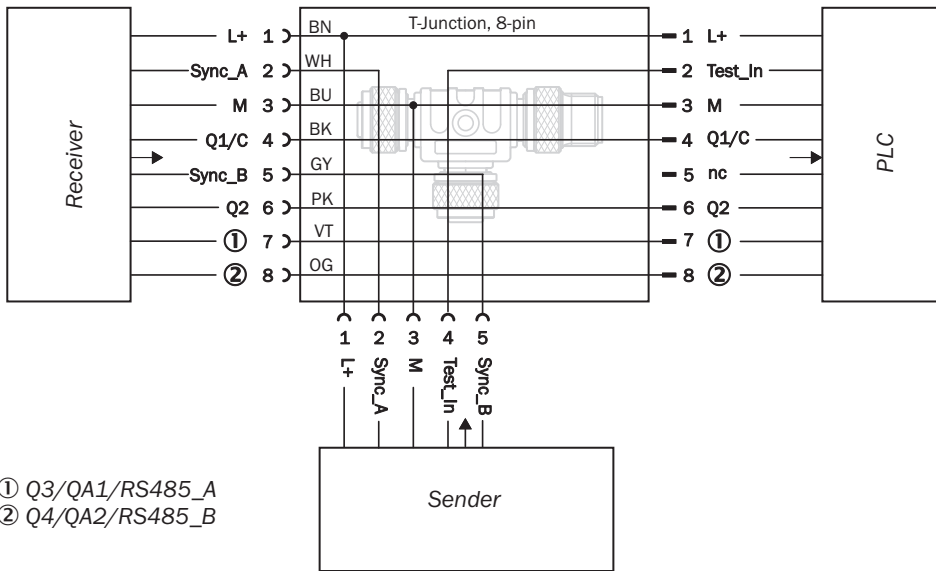 T-Junction, 8-pin
L+ 1 BN 1 L+
Sync_A 2 WH 2 Test_In
M 3 BU 3 M
Q1/C 4 BK 4 Q1/C
Sync_B 5 GY 5 nc
Q2 6 PK 6 Q2
① 7 VT 7 ①
② 8 OG 8 ②
Receiver
PLC
1 2 3 4 5
L+ Sync_A M Test_In Sync_B
Sender
① Q3/QA1/RS485_A
② Q4/QA2/RS485_B